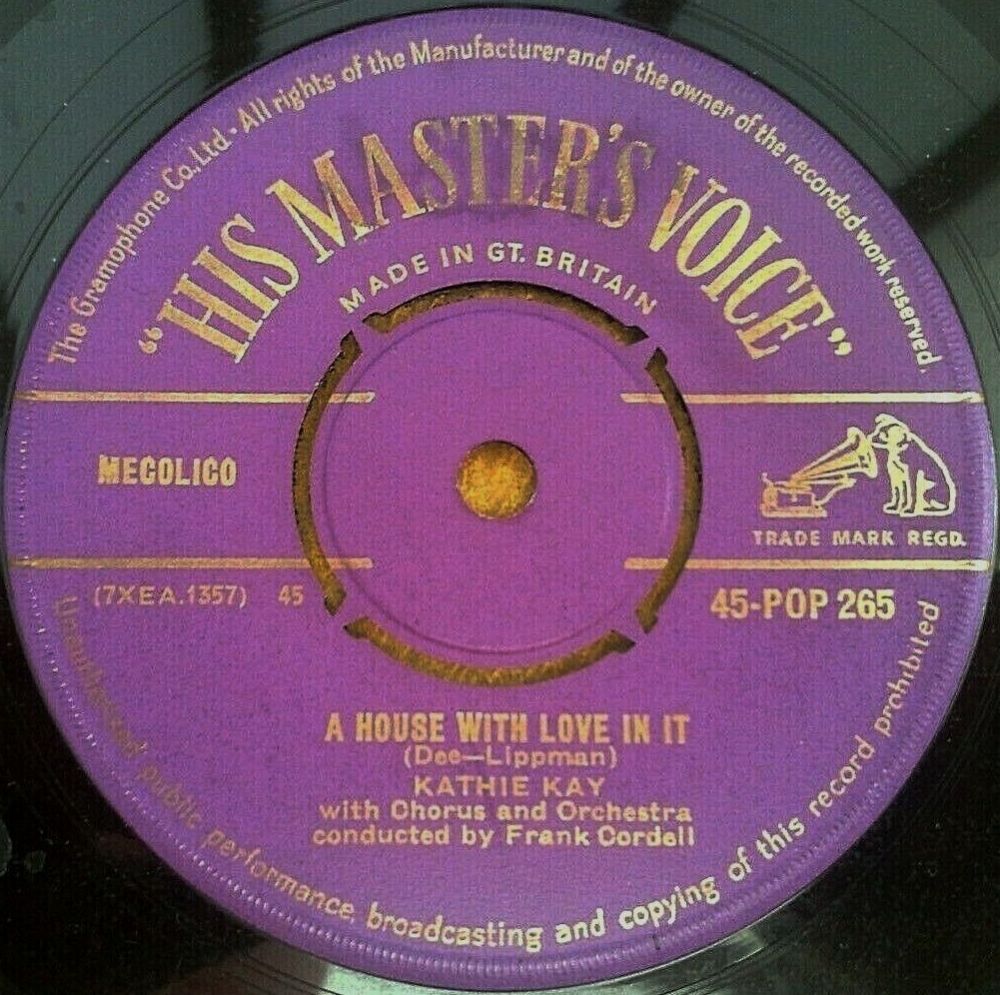 The Gramophone Co., Ltd · All rights of the Manufacturer and of the owner of the recorded work reserved.
"HIS MASTER'S VOICE"
MADE IN GT. BRITAIN
MECOLICO
TRADE MARK REGD.
(7XEA.1357) 45
45-POP 265
A HOUSE WITH LOVE IN IT
(Dee—Lippman)
KATHIE KAY
with Chorus and Orchestra
conducted by Frank Cordell
Unauthorised public performance, broadcasting and copying of this record prohibited